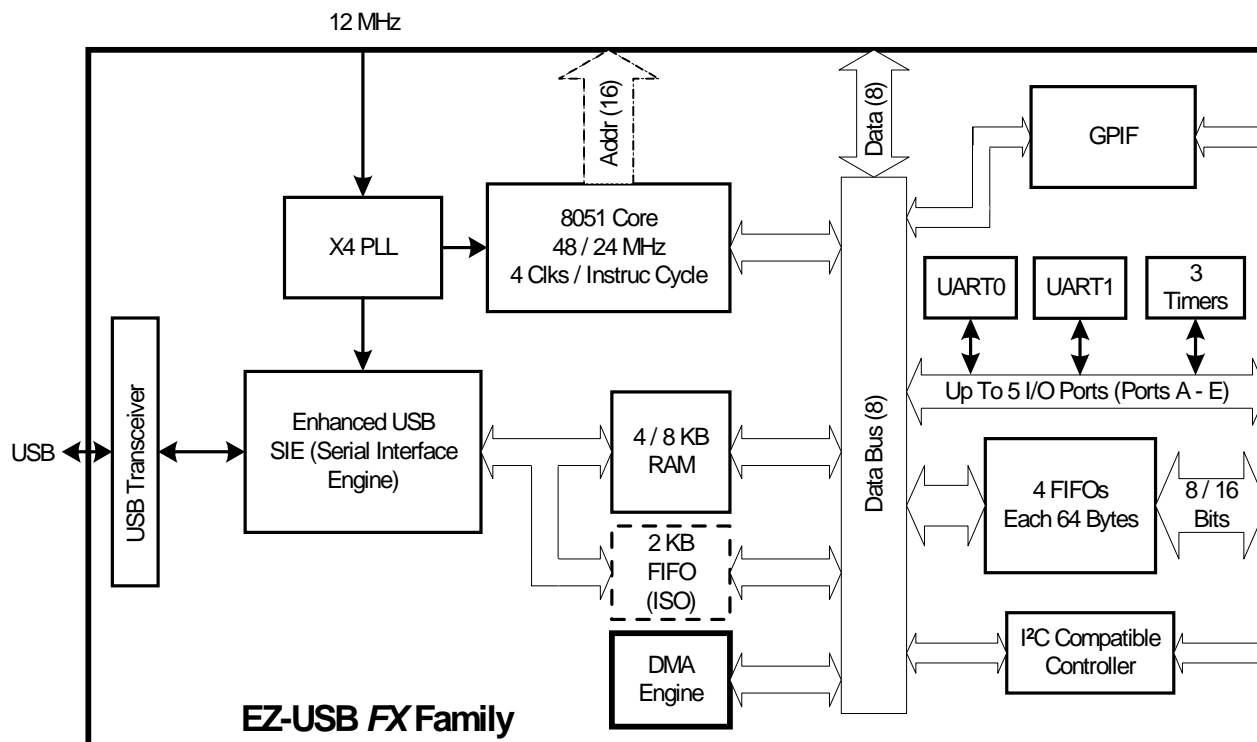 12 MHz
Addr (16)
Data (8)
GPIF
X4 PLL
8051 Core
48 / 24 MHz
4 Clks / Instruc Cycle
UART0
UART1
3
Timers
USB
USB Transceiver
Enhanced USB
SIE (Serial Interface
Engine)
4 / 8 KB
RAM
Data Bus (8)
Up To 5 I/O Ports (Ports A - E)
4 FIFOs
Each 64 Bytes
8 / 16
Bits
2 KB
FIFO
(ISO)
DMA
Engine
I²C Compatible
Controller
EZ-USB FX Family